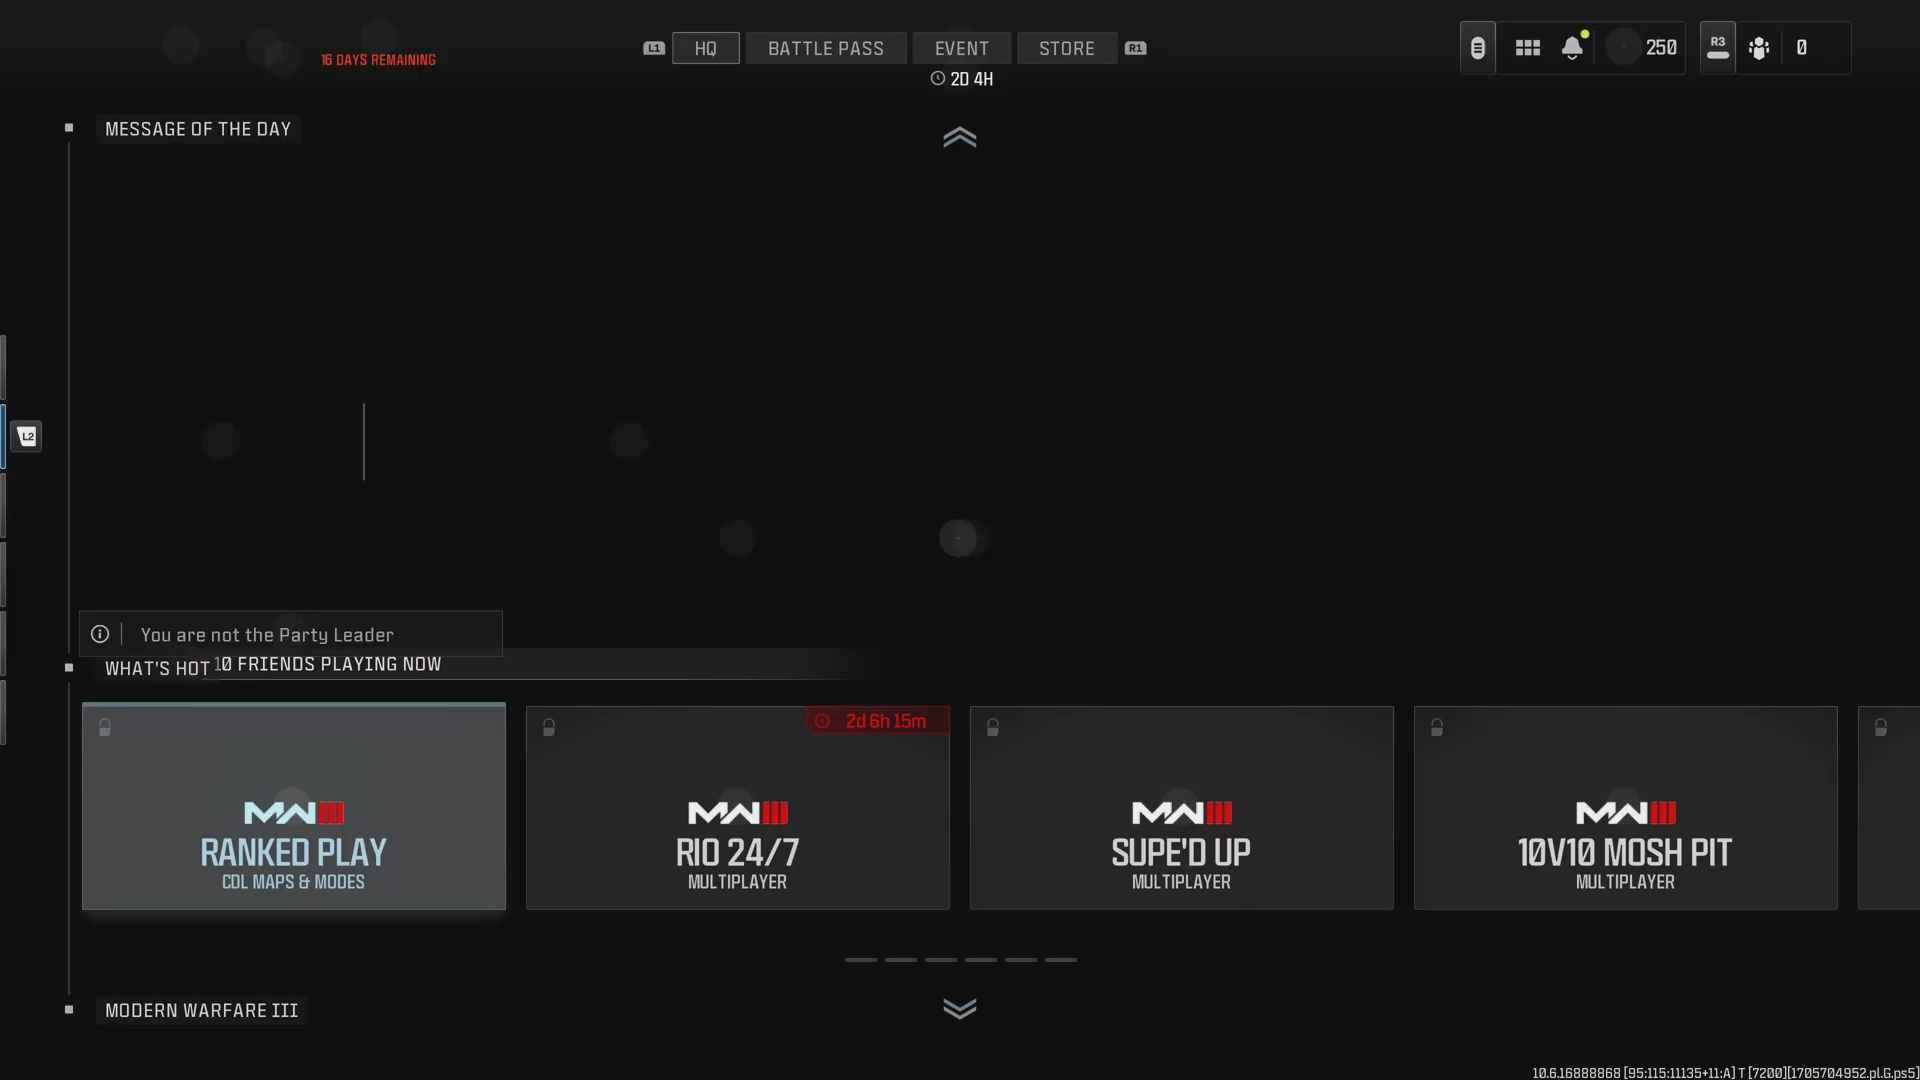 16 DAYS REMAINING
L1 HQ BATTLE PASS EVENT STORE R1
2D 4H
250
R3 0
MESSAGE OF THE DAY
L2
You are not the Party Leader
WHAT'S HOT
10 FRIENDS PLAYING NOW
2d 6h 15m
MWIII
RANKED PLAY
CDL MAPS & MODES
MWIII
RIO 24/7
MULTIPLAYER
MWIII
SUPE'D UP
MULTIPLAYER
MWIII
10V10 MOSH PIT
MULTIPLAYER
MODERN WARFARE III
10.6.16888868 [95:115:11135+11:A] T [7200][1705704952.pl.G.ps5]